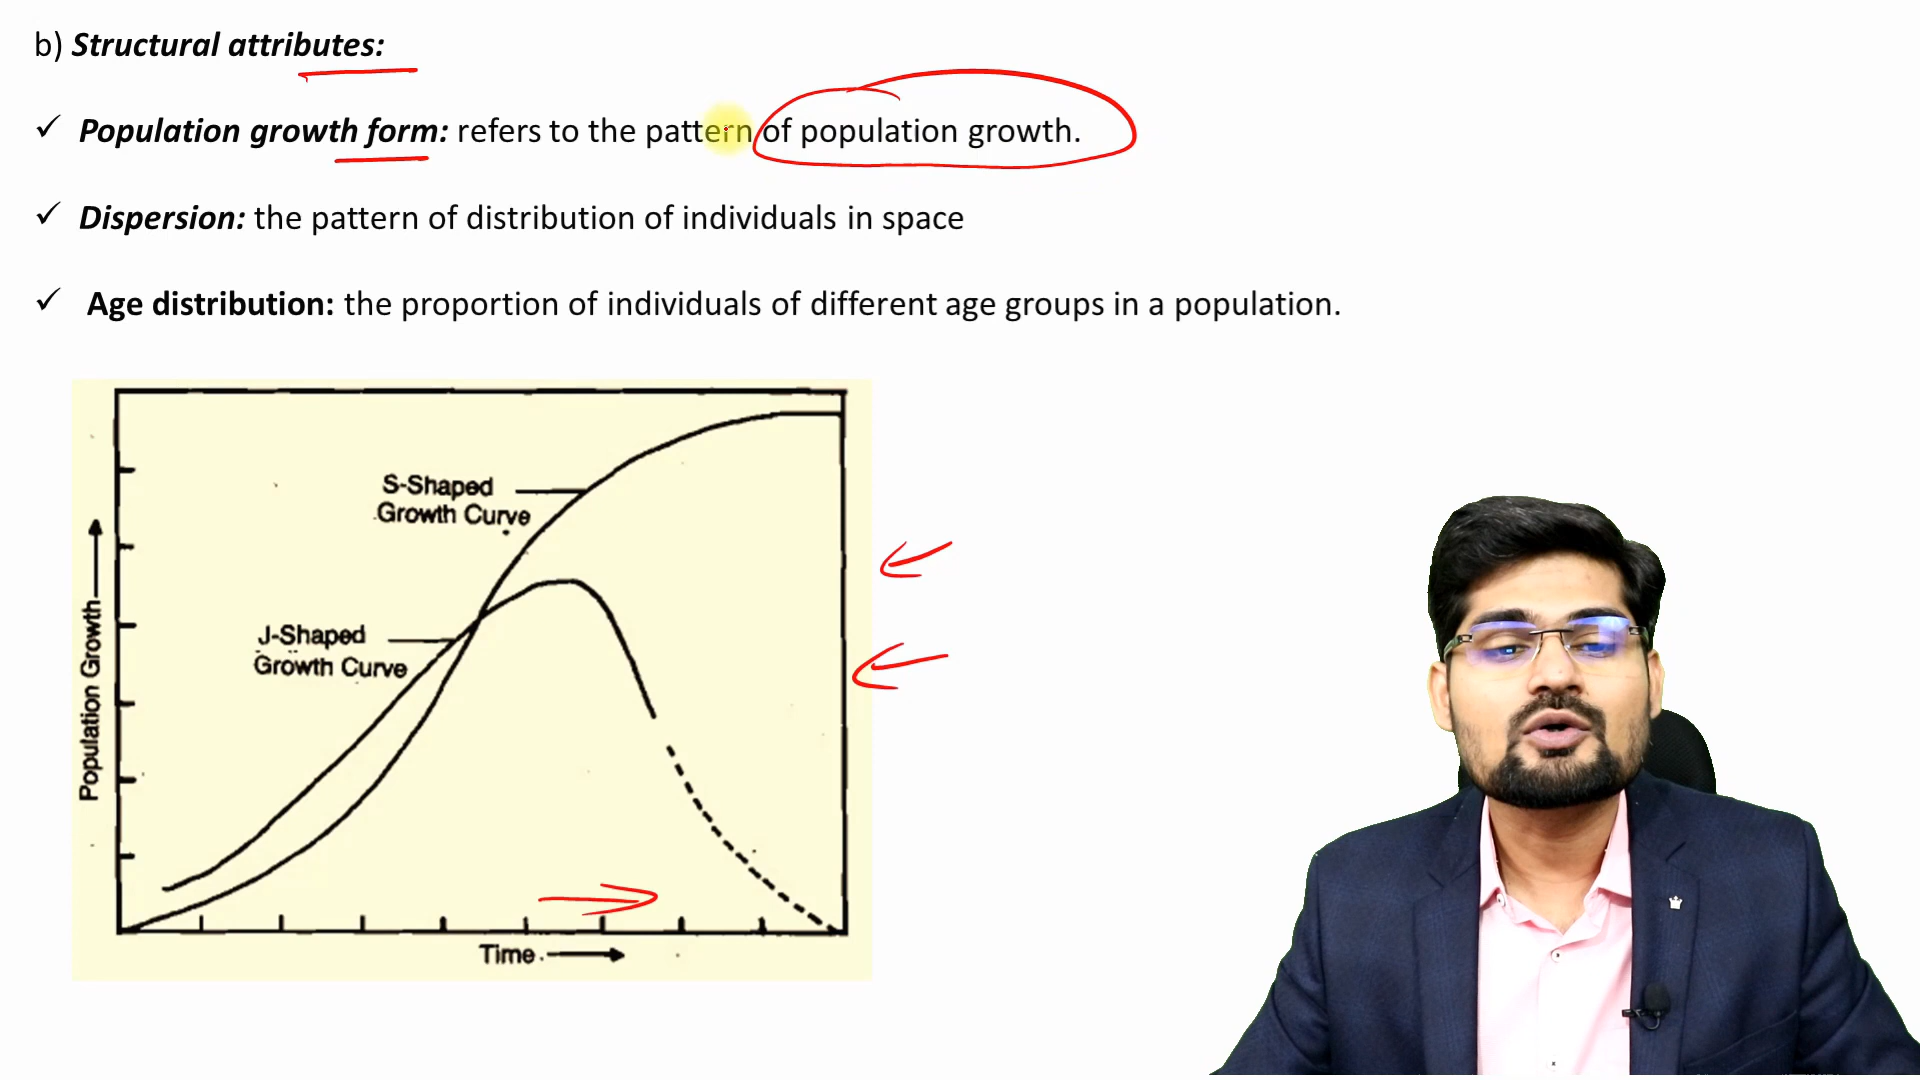 b) Structural attributes:
✓ Population growth form: refers to the pattern of population growth.
✓ Dispersion: the pattern of distribution of individuals in space
✓ Age distribution: the proportion of individuals of different age groups in a population.
S-Shaped
Growth Curve
J-Shaped
Growth Curve
Population Growth
Time